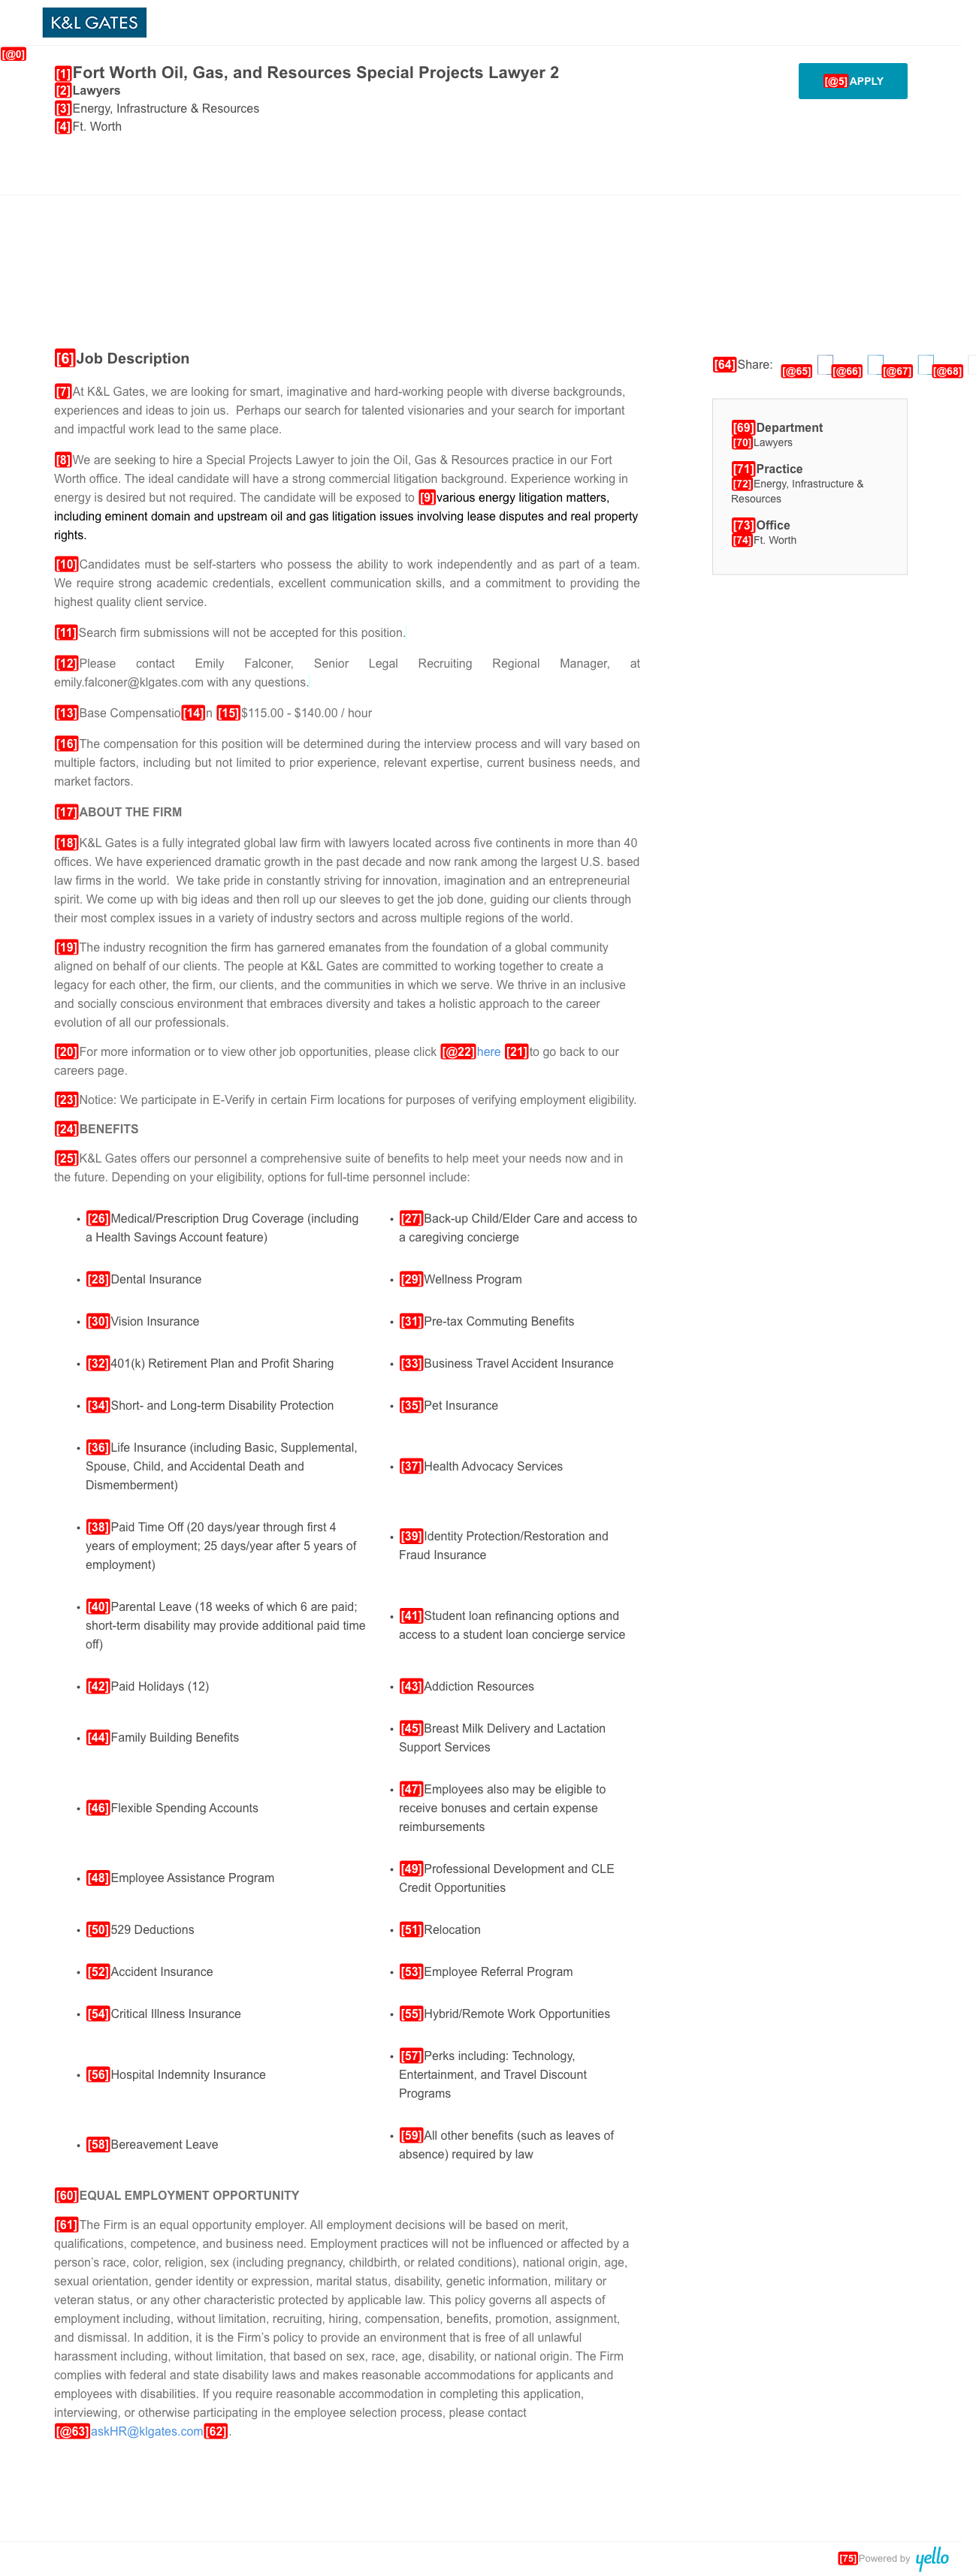 K&L GATES
[@0]
[1]Fort Worth Oil, Gas, and Resources Special Projects Lawyer 2
[2]Lawyers
[3]Energy, Infrastructure & Resources
[4]Ft. Worth
[@5]APPLY
[6]Job Description
[7]At K&L Gates, we are looking for smart, imaginative and hard-working people with diverse backgrounds,
experiences and ideas to join us.  Perhaps our search for talented visionaries and your search for important
and impactful work lead to the same place.
[8]We are seeking to hire a Special Projects Lawyer to join the Oil, Gas & Resources practice in our Fort
Worth office. The ideal candidate will have a strong commercial litigation background. Experience working in
energy is desired but not required. The candidate will be exposed to [9]various energy litigation matters,
including eminent domain and upstream oil and gas litigation issues involving lease disputes and real property
rights.
[10]Candidates must be self-starters who possess the ability to work independently and as part of a team.
We require strong academic credentials, excellent communication skills, and a commitment to providing the
highest quality client service.
[11]Search firm submissions will not be accepted for this position.
[12]Please contact Emily Falconer, Senior Legal Recruiting Regional Manager, at
emily.falconer@klgates.com with any questions.
[13]Base Compensatio[14]n [15]$115.00 - $140.00 / hour
[16]The compensation for this position will be determined during the interview process and will vary based on
multiple factors, including but not limited to prior experience, relevant expertise, current business needs, and
market factors.
[17]ABOUT THE FIRM
[18]K&L Gates is a fully integrated global law firm with lawyers located across five continents in more than 40
offices. We have experienced dramatic growth in the past decade and now rank among the largest U.S. based
law firms in the world.  We take pride in constantly striving for innovation, imagination and an entrepreneurial
spirit. We come up with big ideas and then roll up our sleeves to get the job done, guiding our clients through
their most complex issues in a variety of industry sectors and across multiple regions of the world.
[19]The industry recognition the firm has garnered emanates from the foundation of a global community
aligned on behalf of our clients. The people at K&L Gates are committed to working together to create a
legacy for each other, the firm, our clients, and the communities in which we serve. We thrive in an inclusive
and socially conscious environment that embraces diversity and takes a holistic approach to the career
evolution of all our professionals.
[20]For more information or to view other job opportunities, please click [@22]here [21]to go back to our
careers page.
[23]Notice: We participate in E-Verify in certain Firm locations for purposes of verifying employment eligibility.
[24]BENEFITS
[25]K&L Gates offers our personnel a comprehensive suite of benefits to help meet your needs now and in
the future. Depending on your eligibility, options for full-time personnel include:
• [26]Medical/Prescription Drug Coverage (including
a Health Savings Account feature)
• [27]Back-up Child/Elder Care and access to
a caregiving concierge
• [28]Dental Insurance
• [29]Wellness Program
• [30]Vision Insurance
• [31]Pre-tax Commuting Benefits
• [32]401(k) Retirement Plan and Profit Sharing
• [33]Business Travel Accident Insurance
• [34]Short- and Long-term Disability Protection
• [35]Pet Insurance
• [36]Life Insurance (including Basic, Supplemental,
Spouse, Child, and Accidental Death and
Dismemberment)
• [37]Health Advocacy Services
• [38]Paid Time Off (20 days/year through first 4
years of employment; 25 days/year after 5 years of
employment)
• [39]Identity Protection/Restoration and
Fraud Insurance
• [40]Parental Leave (18 weeks of which 6 are paid;
short-term disability may provide additional paid time
off)
• [41]Student loan refinancing options and
access to a student loan concierge service
• [42]Paid Holidays (12)
• [43]Addiction Resources
• [44]Family Building Benefits
• [45]Breast Milk Delivery and Lactation
Support Services
• [46]Flexible Spending Accounts
• [47]Employees also may be eligible to
receive bonuses and certain expense
reimbursements
• [48]Employee Assistance Program
• [49]Professional Development and CLE
Credit Opportunities
• [50]529 Deductions
• [51]Relocation
• [52]Accident Insurance
• [53]Employee Referral Program
• [54]Critical Illness Insurance
• [55]Hybrid/Remote Work Opportunities
• [56]Hospital Indemnity Insurance
• [57]Perks including: Technology,
Entertainment, and Travel Discount
Programs
• [58]Bereavement Leave
• [59]All other benefits (such as leaves of
absence) required by law
[60]EQUAL EMPLOYMENT OPPORTUNITY
[61]The Firm is an equal opportunity employer. All employment decisions will be based on merit,
qualifications, competence, and business need. Employment practices will not be influenced or affected by a
person's race, color, religion, sex (including pregnancy, childbirth, or related conditions), national origin, age,
sexual orientation, gender identity or expression, marital status, disability, genetic information, military or
veteran status, or any other characteristic protected by applicable law. This policy governs all aspects of
employment including, without limitation, recruiting, hiring, compensation, benefits, promotion, assignment,
and dismissal. In addition, it is the Firm's policy to provide an environment that is free of all unlawful
harassment including, without limitation, that based on sex, race, age, disability, or national origin. The Firm
complies with federal and state disability laws and makes reasonable accommodations for applicants and
employees with disabilities. If you require reasonable accommodation in completing this application,
interviewing, or otherwise participating in the employee selection process, please contact
[@63]askHR@klgates.com[62].
[64]Share: [@65] [@66] [@67] [@68]
[69]Department
[70]Lawyers
[71]Practice
[72]Energy, Infrastructure &
Resources
[73]Office
[74]Ft. Worth
[75]Powered by yello